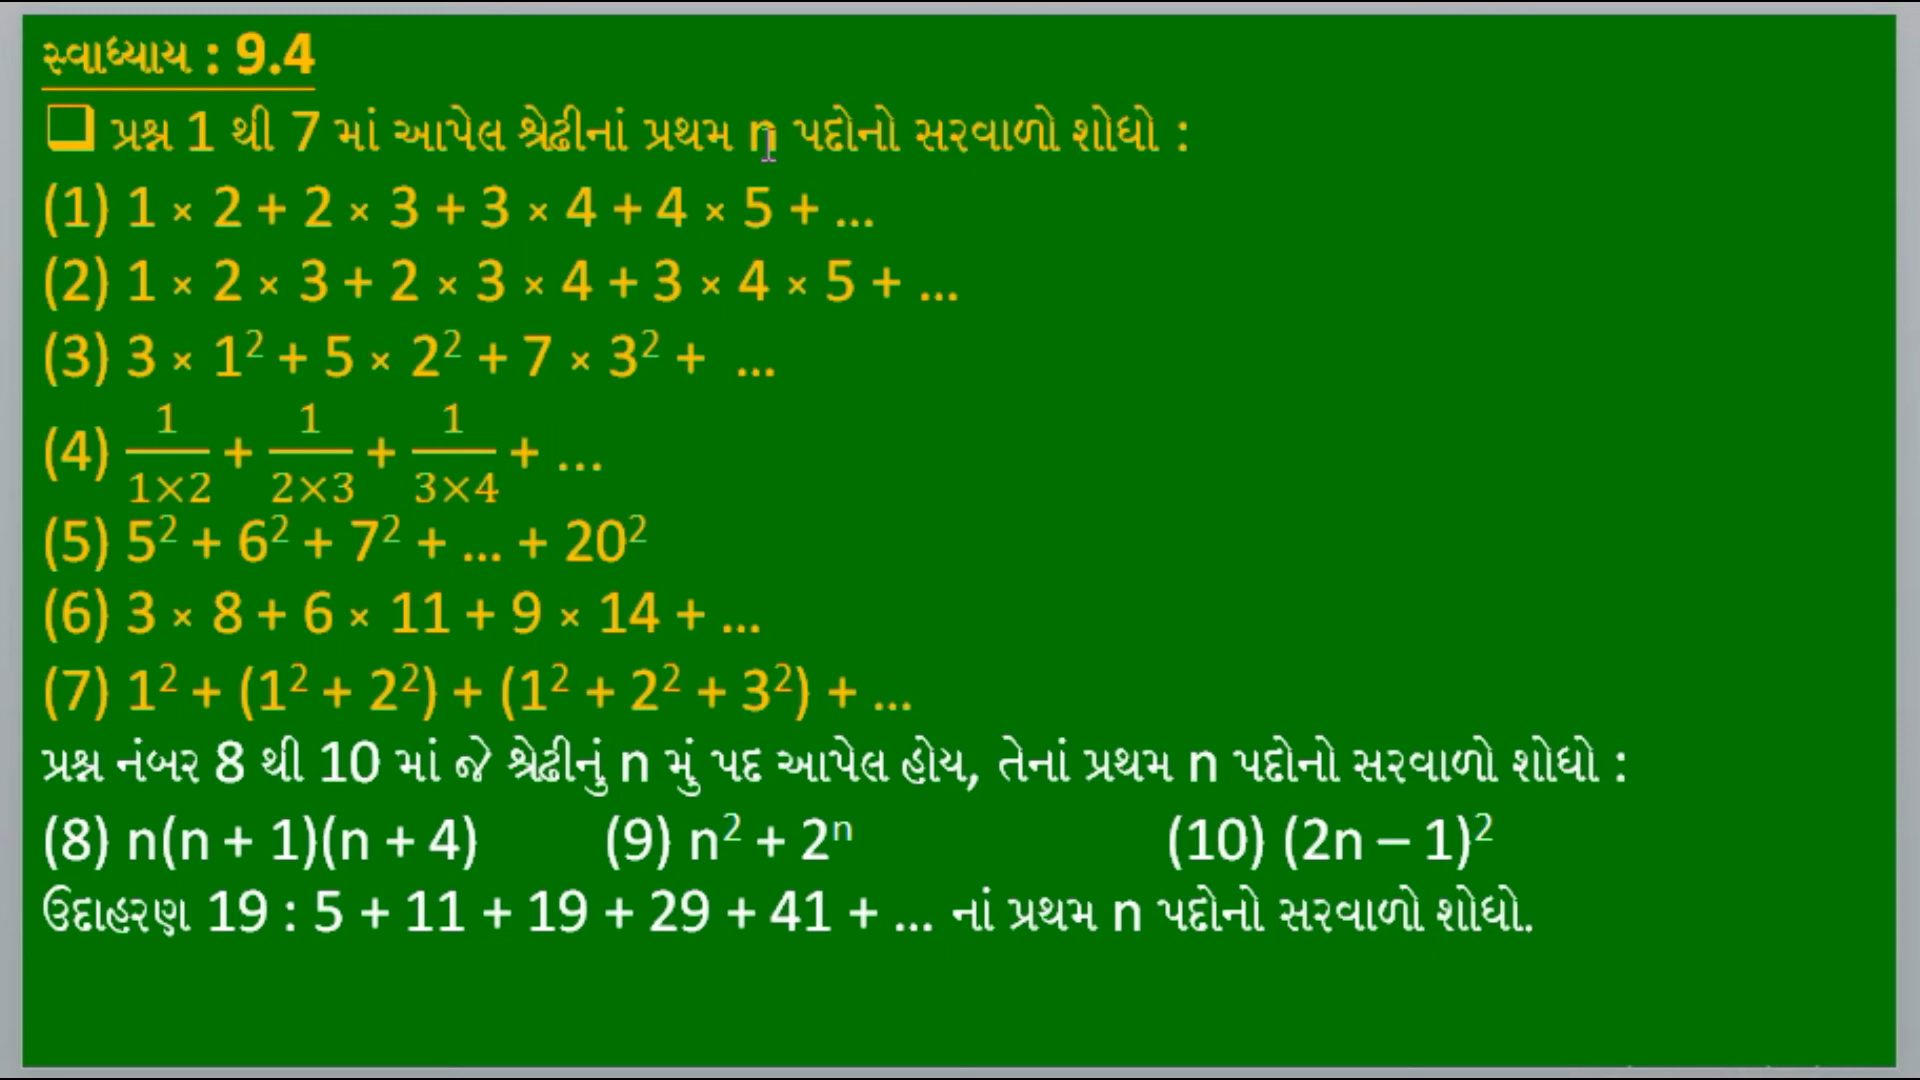 સ્વાધ્યાય : 9.4
❑ પ્રશ્ન 1 થી 7 માં આપેલ શ્રેઢીનાં પ્રથમ n પદોનો સરવાળો શોધો :
(1) 1 × 2 + 2 × 3 + 3 × 4 + 4 × 5 + ...
(2) 1 × 2 × 3 + 2 × 3 × 4 + 3 × 4 × 5 + ...
(3) 3 × 1² + 5 × 2² + 7 × 3² + ...
(4) 1/(1×2) + 1/(2×3) + 1/(3×4) + ...
(5) 5² + 6² + 7² + ... + 20²
(6) 3 × 8 + 6 × 11 + 9 × 14 + ...
(7) 1² + (1² + 2²) + (1² + 2² + 3²) + ...
પ્રશ્ન નંબર 8 થી 10 માં જે શ્રેઢીનું n મું પદ આપેલ હોય, તેનાં પ્રથમ n પદોનો સરવાળો શોધો :
(8) n(n + 1)(n + 4) (9) n² + 2ⁿ (10) (2n – 1)²
ઉદાહરણ 19 : 5 + 11 + 19 + 29 + 41 + ... નાં પ્રથમ n પદોનો સરવાળો શોધો.